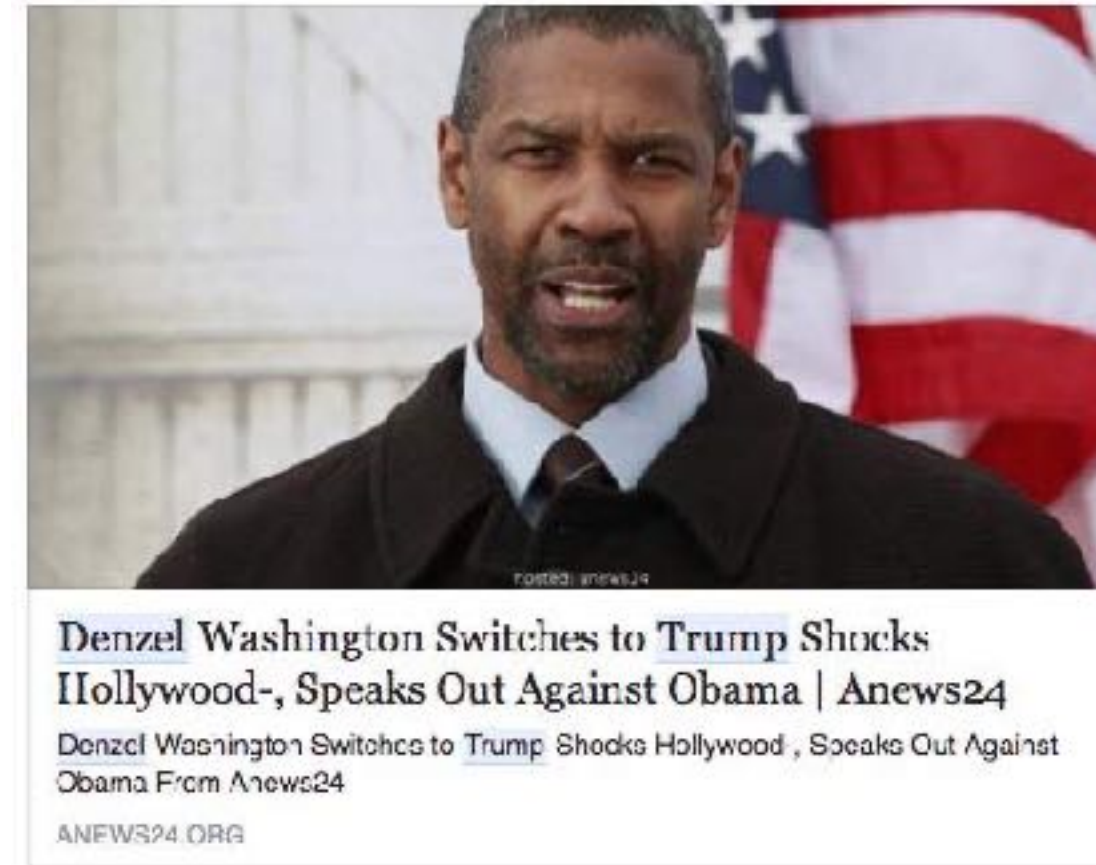 hosted: anews24
Denzel Washington Switches to Trump Shocks
Hollywood-, Speaks Out Against Obama | Anews24
Denzel Washington Switches to Trump Shocks Hollywood-, Speaks Out Against
Obama From Anews24
ANEWS24.ORG